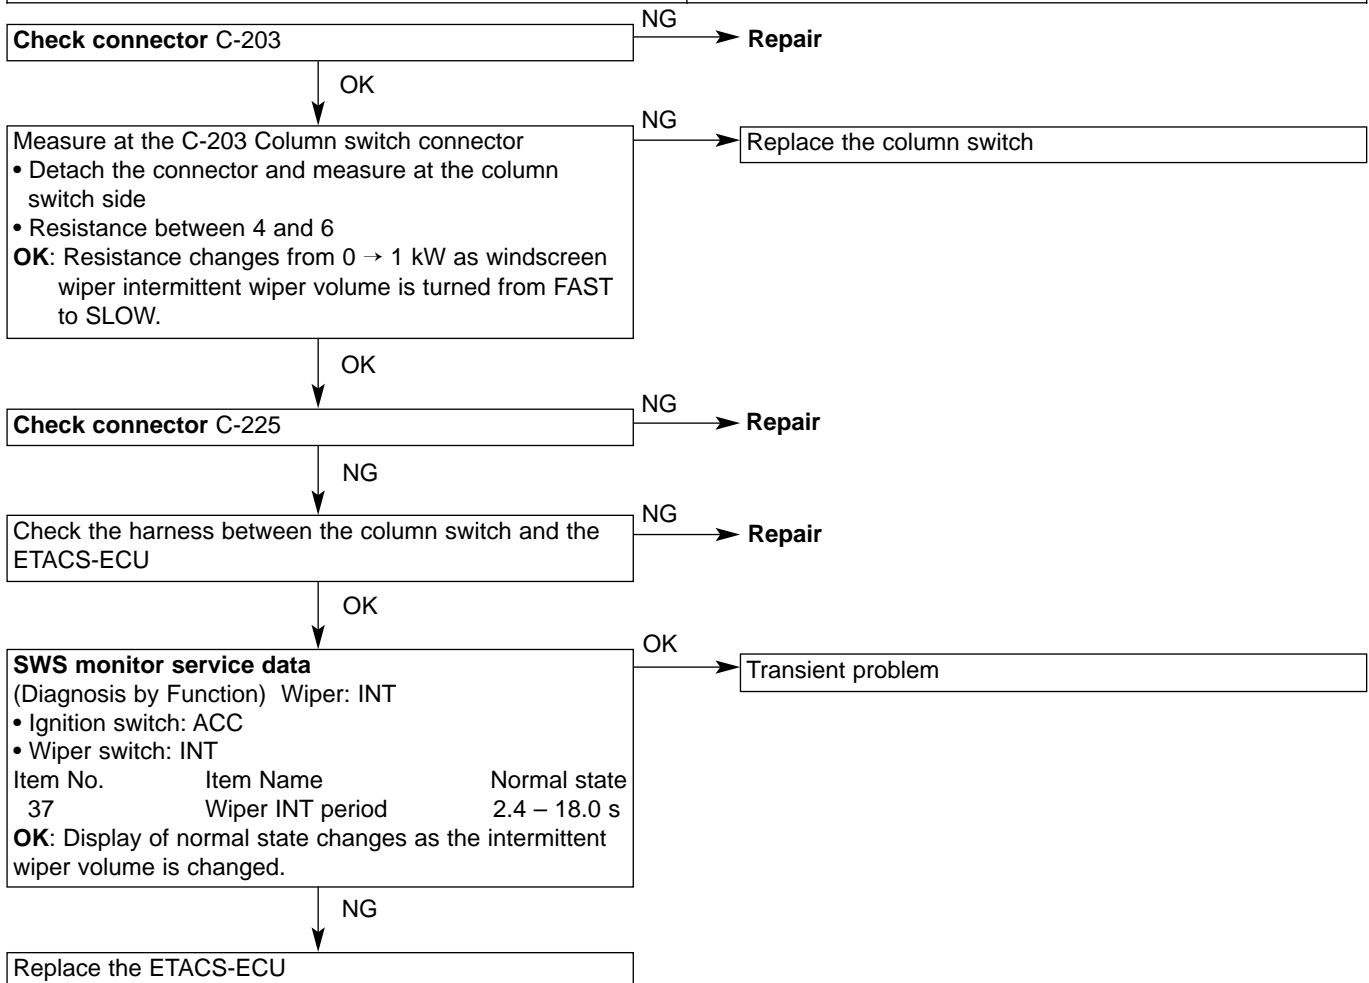 NG
Check connector C-203
Repair
OK
NG
Measure at the C-203 Column switch connector
• Detach the connector and measure at the column
switch side
• Resistance between 4 and 6
OK: Resistance changes from 0 → 1 kW as windscreen
wiper intermittent wiper volume is turned from FAST
to SLOW.
Replace the column switch
OK
NG
Check connector C-225
Repair
NG
NG
Check the harness between the column switch and the
ETACS-ECU
Repair
OK
OK
SWS monitor service data
(Diagnosis by Function) Wiper: INT
• Ignition switch: ACC
• Wiper switch: INT
Item No. Item Name Normal state
37 Wiper INT period 2.4 – 18.0 s
OK: Display of normal state changes as the intermittent
wiper volume is changed.
Transient problem
NG
Replace the ETACS-ECU